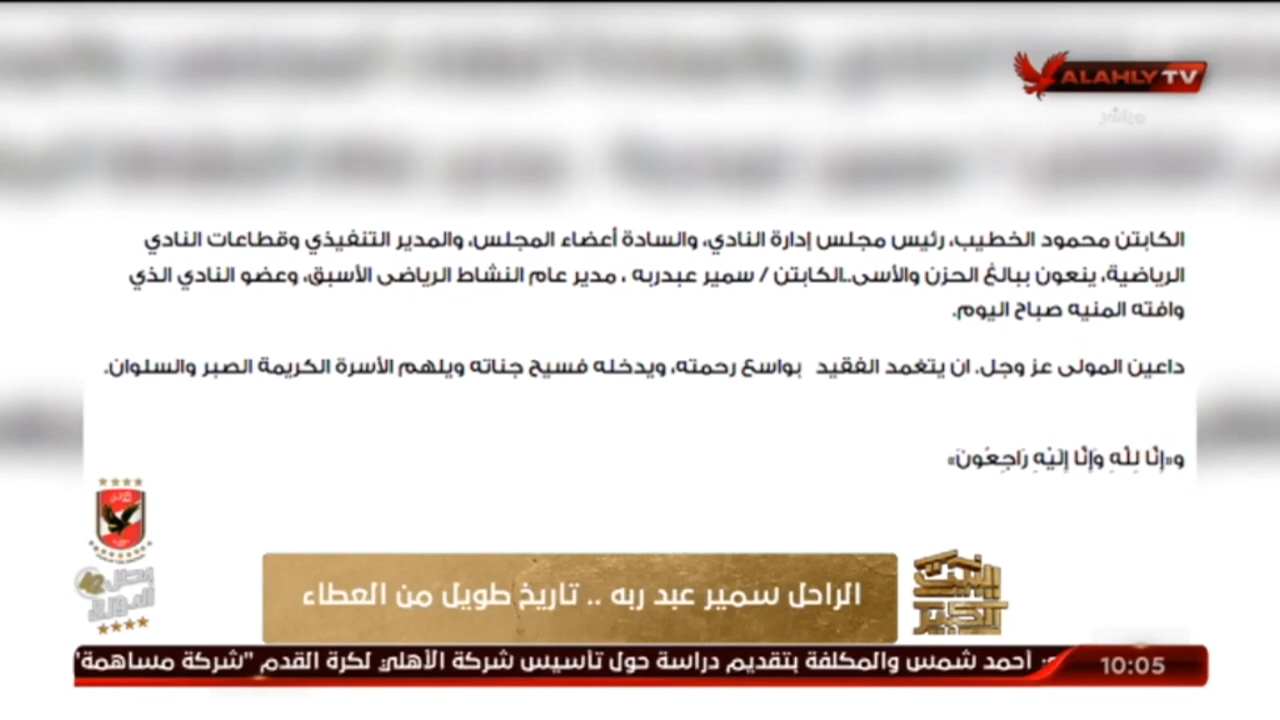 ALAHLY TV
مباشر
الكابتن محمود الخطيب، رئيس مجلس إدارة النادي، والسادة أعضاء المجلس، والمدير التنفيذي وقطاعات النادي
الرياضية، ينعون ببالغ الحزن والأسى..الكابتن / سمير عبدربه ، مدير عام النشاط الرياضى الأسبق، وعضو النادي الذي
وافته المنيه صباح اليوم.
داعين المولى عز وجل. ان يتغمد الفقيد بواسع رحمته، ويدخله فسيح جناته ويلهم الأسرة الكريمة الصبر والسلوان.
و«إِنَّا لِلَّهِ وَإِنَّا إِلَيْهِ رَاجِعُونَ»
البيت الكبير
الراحل سمير عبد ربه .. تاريخ طويل من العطاء
أحمد شمس والمكلفة بتقديم دراسة حول تأسيس شركة الأهلي لكرة القدم "شركة مساهمة"
10:05